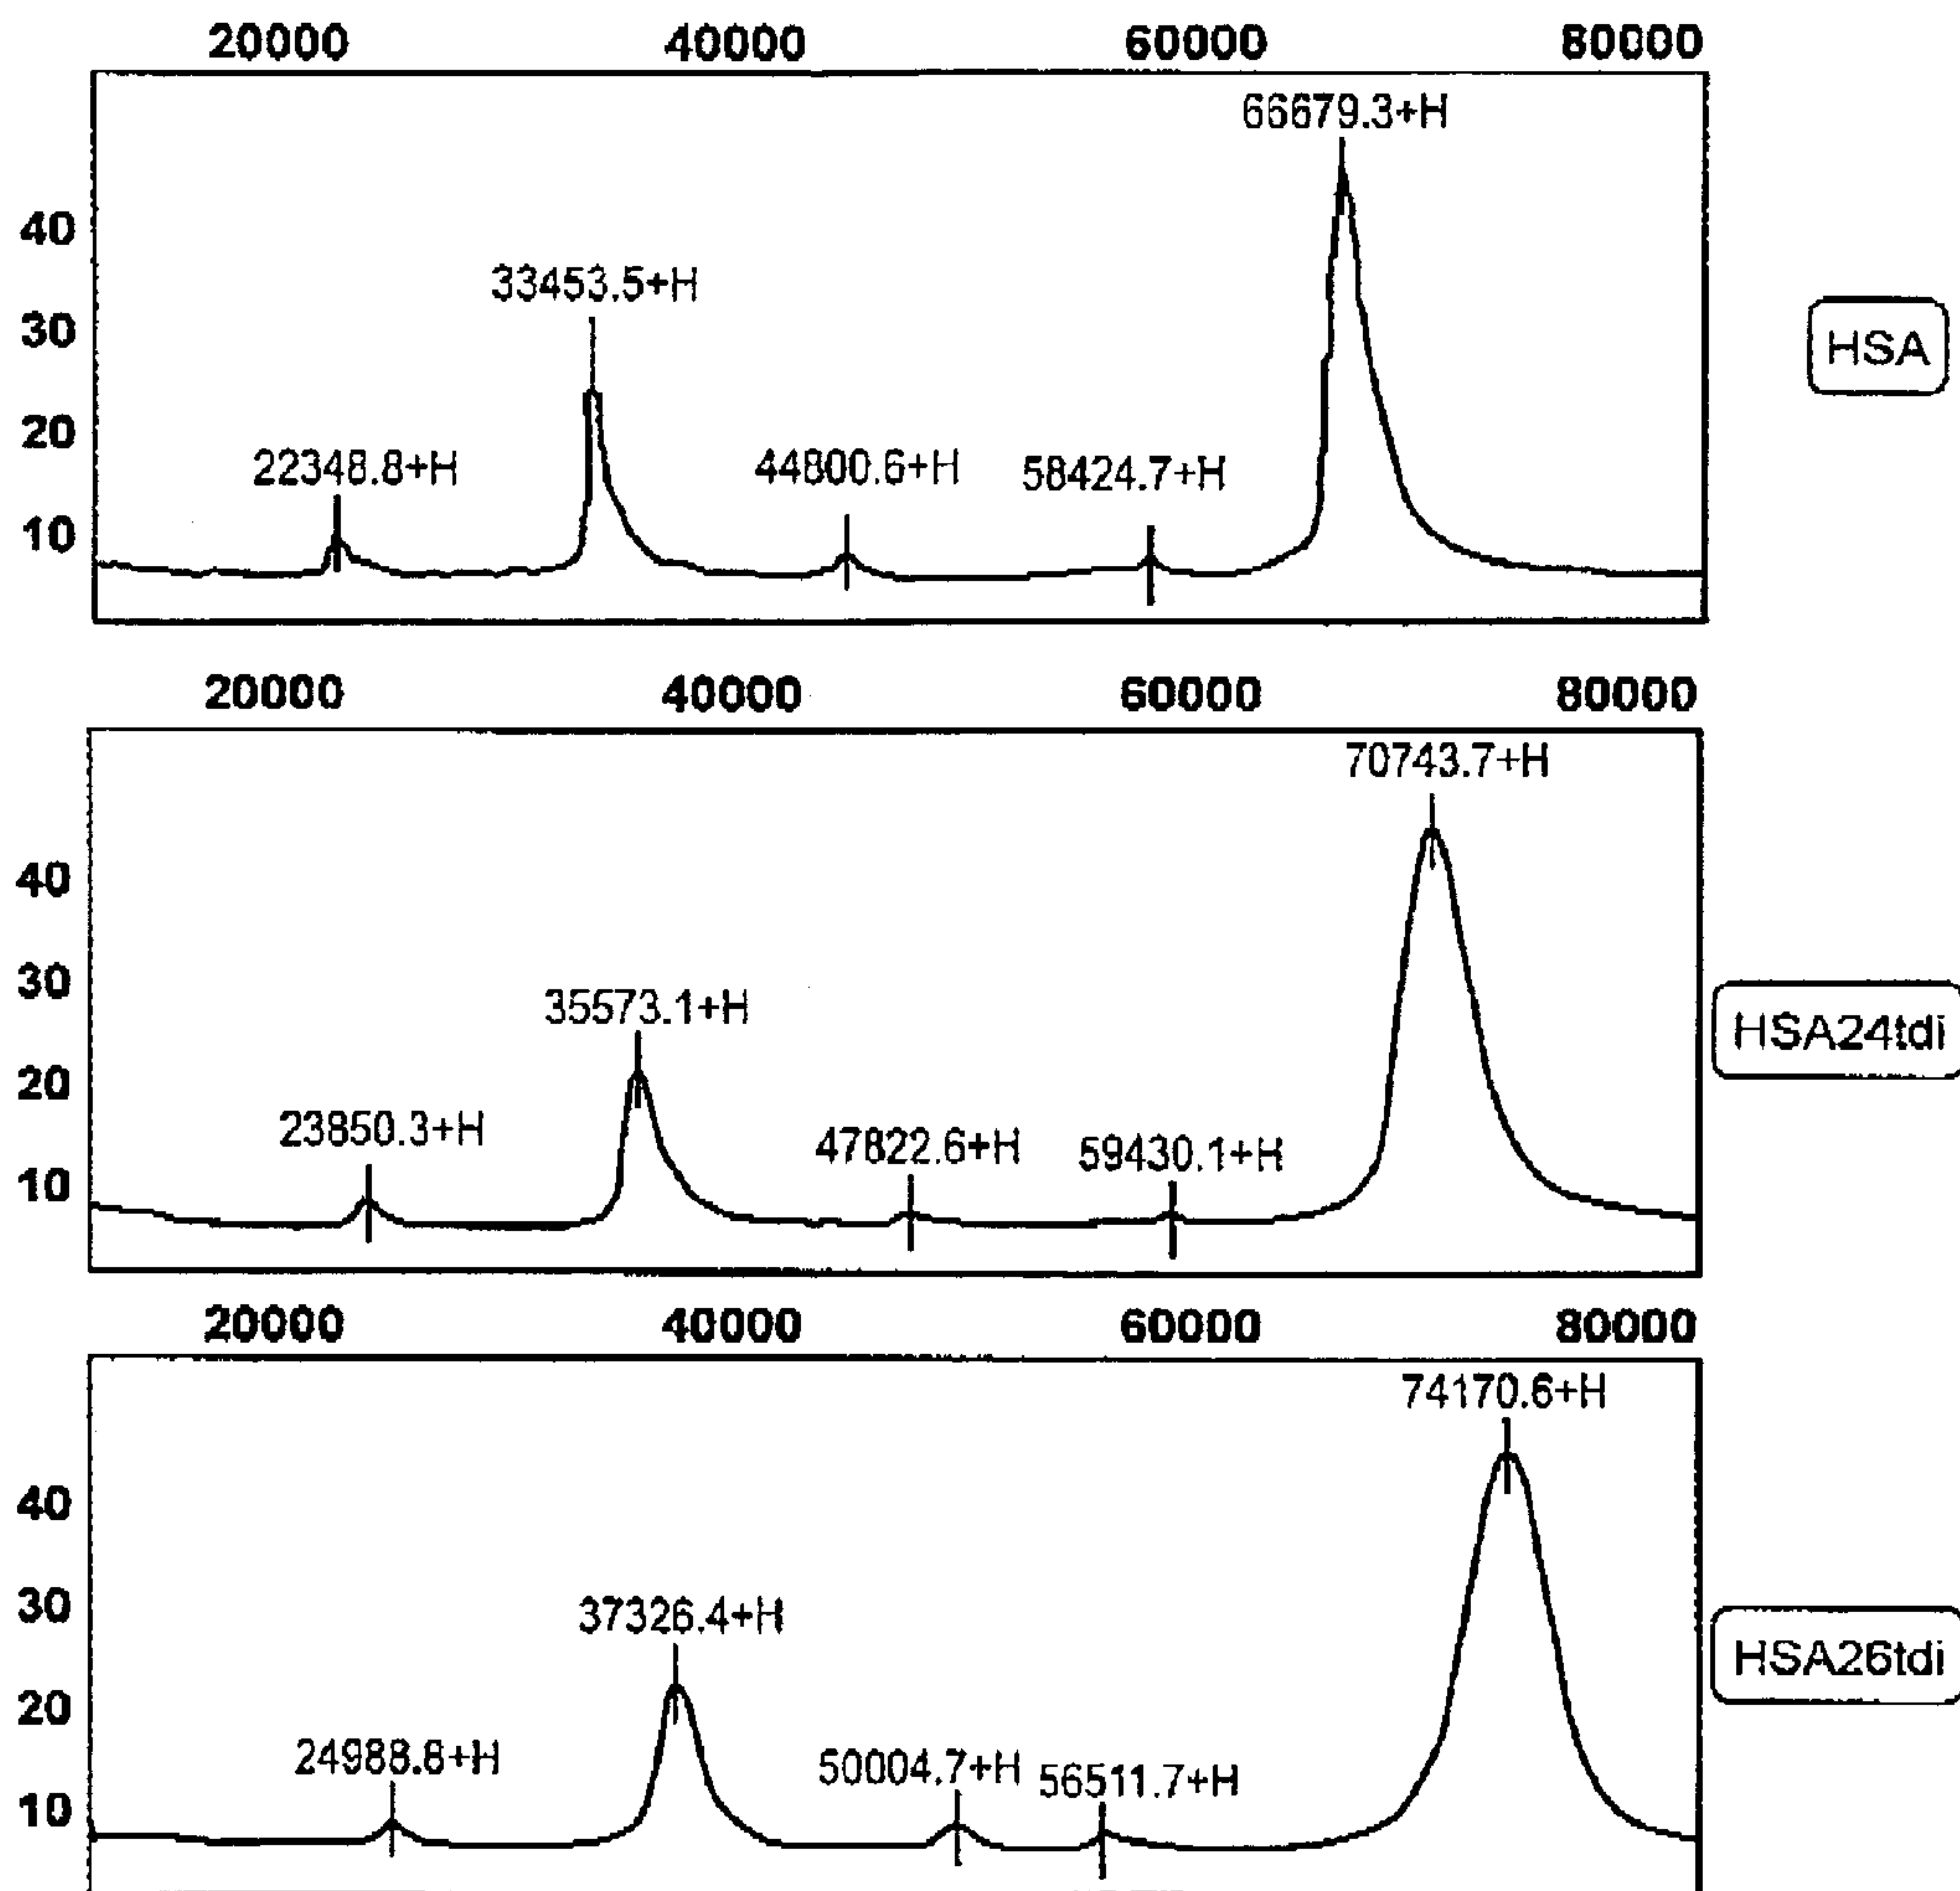 20000 40000 60000 80000
66679.3+H
40
33453.5+H
30
HSA
20
22348.8+H 44800.6+H 58424.7+H
10
20000 40000 60000 80000
70743.7+H
40
30
35573.1+H
HSA24tdi
20
23850.3+H 47822.6+H 59430.1+H
10
20000 40000 60000 80000
74170.6+H
40
30
37326.4+H
HSA26tdi
20
24988.8+H 50004.7+H 56511.7+H
10